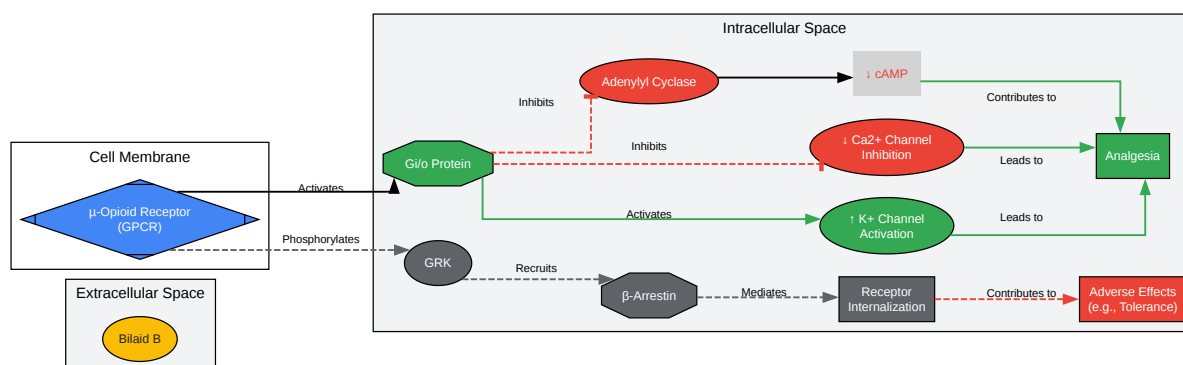 Intracellular Space
Adenylyl Cyclase
↓ cAMP
Contributes to
Inhibits
Cell Membrane
Gi/o Protein
Inhibits
↓ Ca2+ Channel
Inhibition
Leads to
Analgesia
µ-Opioid Receptor
(GPCR)
Activates
Activates
↑ K+ Channel
Activation
Leads to
Phosphorylates
GRK
Recruits
β-Arrestin
Mediates
Receptor
Internalization
Contributes to
Adverse Effects
(e.g., Tolerance)
Extracellular Space
Bilaid B